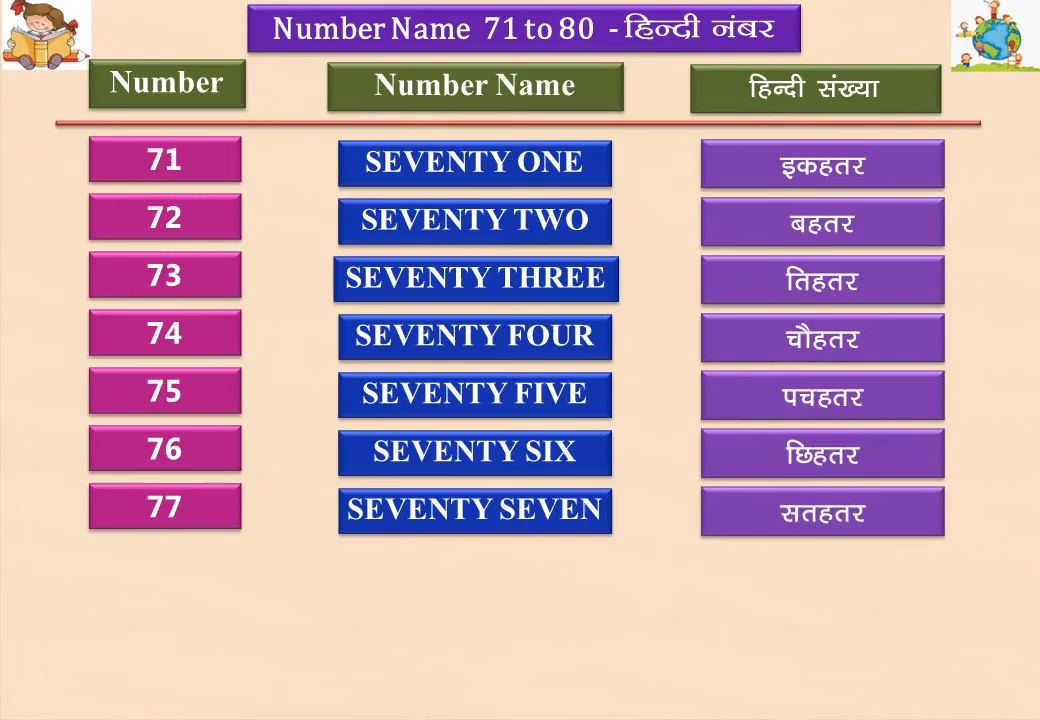 Number Name 71 to 80 - हिन्दी नंबर
Number Number Name हिन्दी संख्या
71 SEVENTY ONE इकहतर
72 SEVENTY TWO बहतर
73 SEVENTY THREE तिहतर
74 SEVENTY FOUR चौहतर
75 SEVENTY FIVE पचहतर
76 SEVENTY SIX छिहतर
77 SEVENTY SEVEN सतहतर